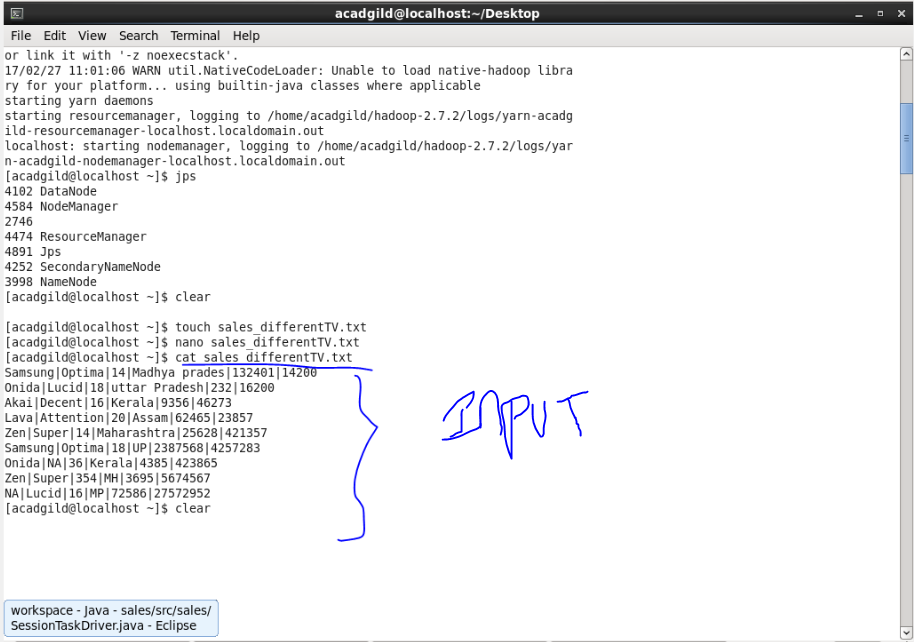 acadgild@localhost:~/Desktop
File Edit View Search Terminal Help
or link it with '-z noexecstack'.
17/02/27 11:01:06 WARN util.NativeCodeLoader: Unable to load native-hadoop libra
ry for your platform... using builtin-java classes where applicable
starting yarn daemons
starting resourcemanager, logging to /home/acadgild/hadoop-2.7.2/logs/yarn-acadg
ild-resourcemanager-localhost.localdomain.out
localhost: starting nodemanager, logging to /home/acadgild/hadoop-2.7.2/logs/yar
n-acadgild-nodemanager-localhost.localdomain.out
[acadgild@localhost ~]$ jps
4102 DataNode
4584 NodeManager
2746
4474 ResourceManager
4891 Jps
4252 SecondaryNameNode
3998 NameNode
[acadgild@localhost ~]$ clear
[acadgild@localhost ~]$ touch sales_differentTV.txt
[acadgild@localhost ~]$ nano sales_differentTV.txt
[acadgild@localhost ~]$ cat sales_differentTV.txt
Samsung|Optima|14|Madhya prades|132401|14200
Onida|Lucid|18|uttar Pradesh|232|16200
Akai|Decent|16|Kerala|9356|46273
Lava|Attention|20|Assam|62465|23857
Zen|Super|14|Maharashtra|25628|421357
Samsung|Optima|18|UP|2387568|4257283
Onida|NA|36|Kerala|4385|423865
Zen|Super|354|MH|3695|5674567
NA|Lucid|16|MP|72586|27572952
[acadgild@localhost ~]$ clear
INPUT
workspace - Java - sales/src/sales/
SessionTaskDriver.java - Eclipse